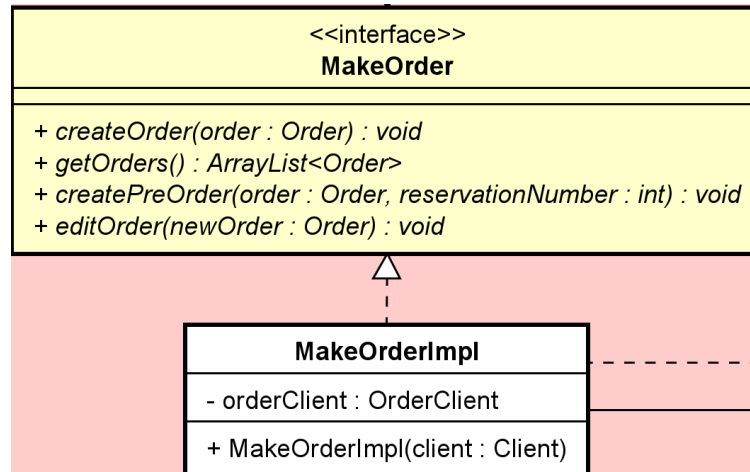 <<interface>>
MakeOrder
+ createOrder(order : Order) : void
+ getOrders() : ArrayList<Order>
+ createPreOrder(order : Order, reservationNumber : int) : void
+ editOrder(newOrder : Order) : void
MakeOrderImpl
- orderClient : OrderClient
+ MakeOrderImpl(client : Client)